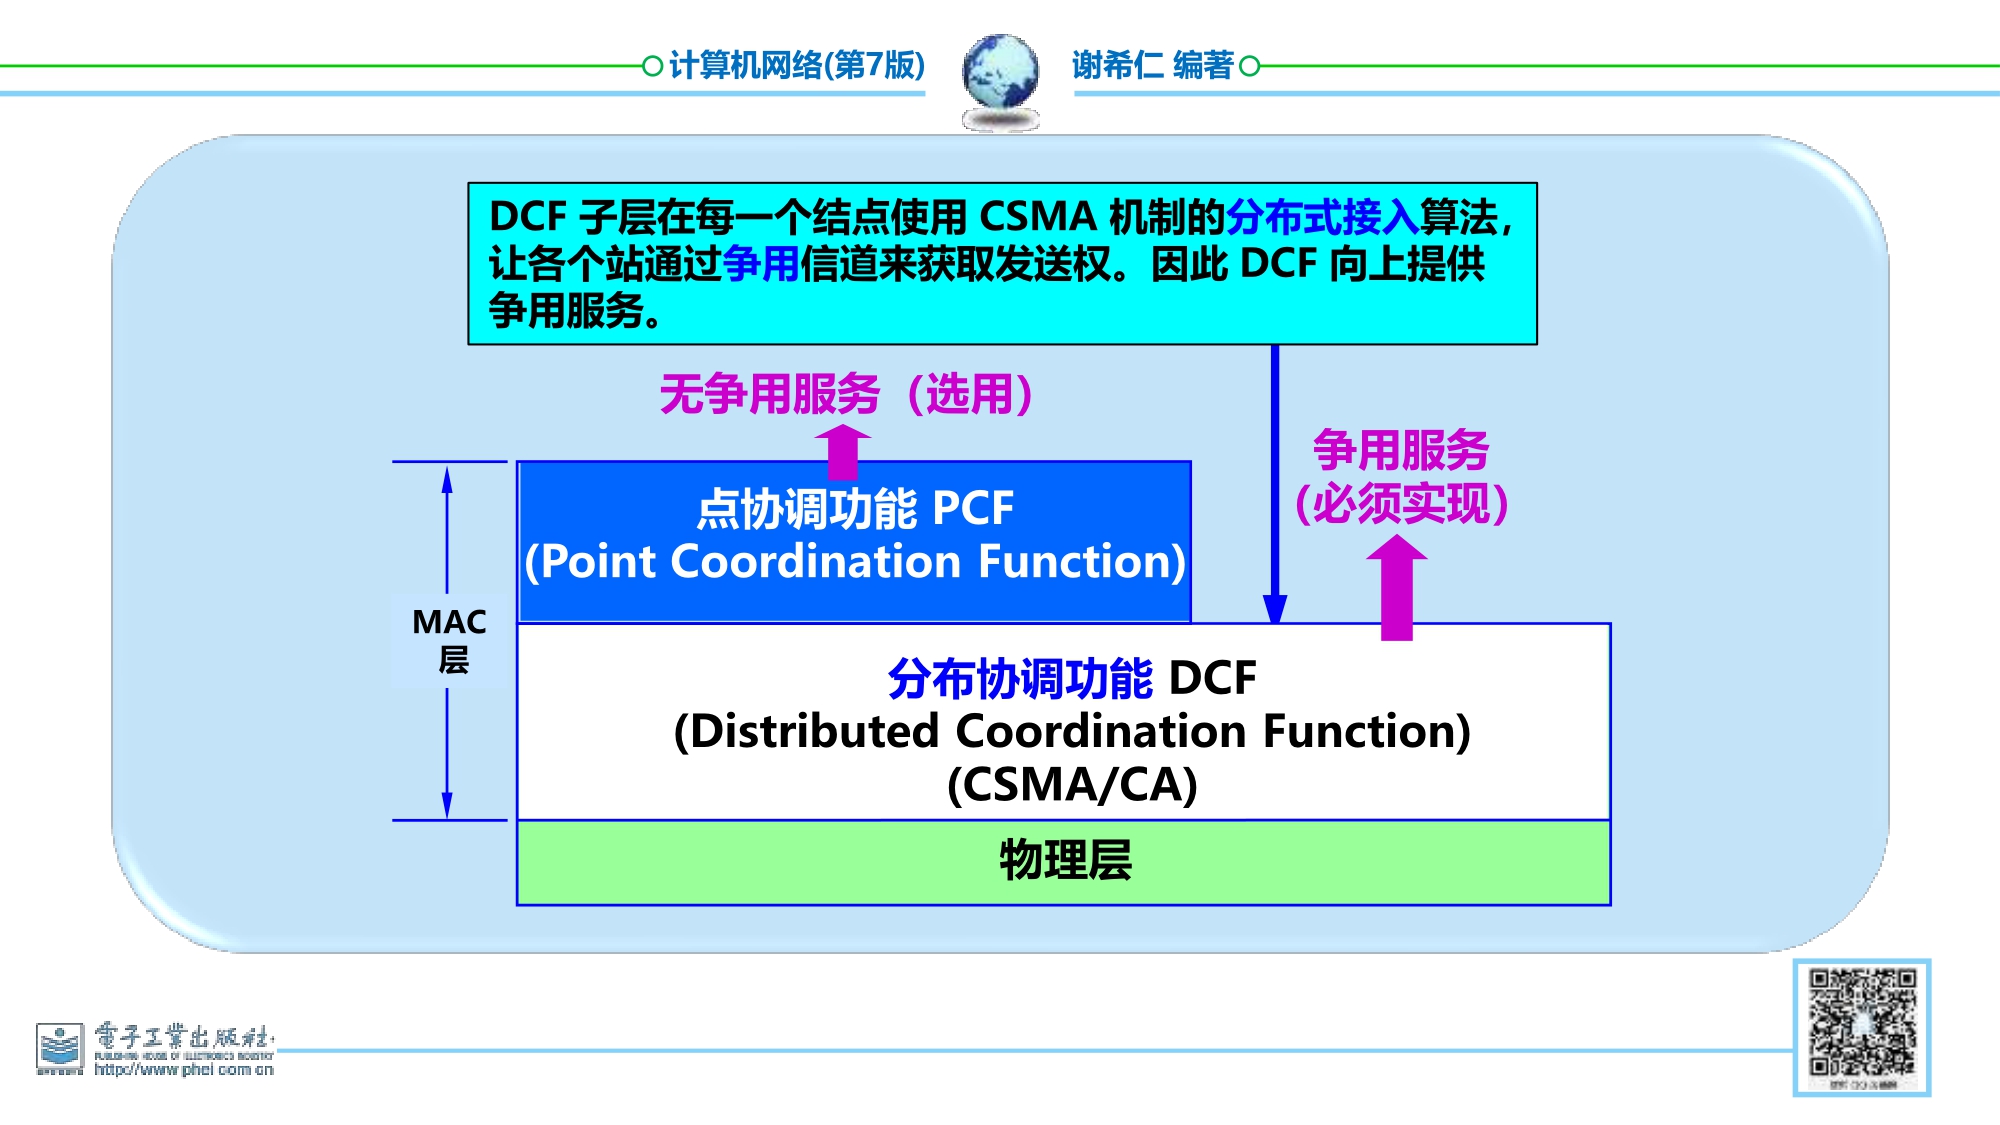 计算机网络(第7版)
谢希仁 编著
DCF 子层在每一个结点使用 CSMA 机制的分布式接入算法，
让各个站通过争用信道来获取发送权。因此 DCF 向上提供
争用服务。
无争用服务（选用）
争用服务
（必须实现）
点协调功能 PCF
(Point Coordination Function)
MAC
层
分布协调功能 DCF
(Distributed Coordination Function)
(CSMA/CA)
物理层
電子工業出版社
PUBLISHING HOUSE OF ELECTRONICS INDUSTRY
http://www.phei.com.cn